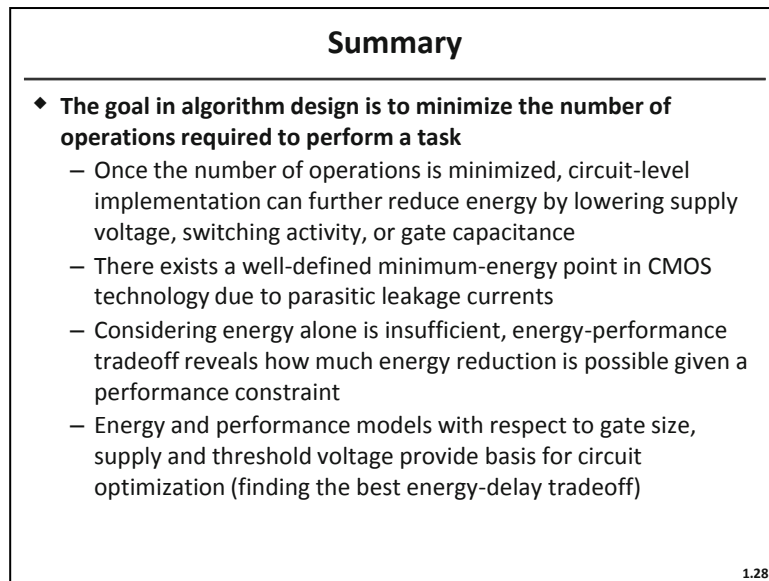 Summary
◆ The goal in algorithm design is to minimize the number of
operations required to perform a task
– Once the number of operations is minimized, circuit-level
implementation can further reduce energy by lowering supply
voltage, switching activity, or gate capacitance
– There exists a well-defined minimum-energy point in CMOS
technology due to parasitic leakage currents
– Considering energy alone is insufficient, energy-performance
tradeoff reveals how much energy reduction is possible given a
performance constraint
– Energy and performance models with respect to gate size,
supply and threshold voltage provide basis for circuit
optimization (finding the best energy-delay tradeoff)
1.28